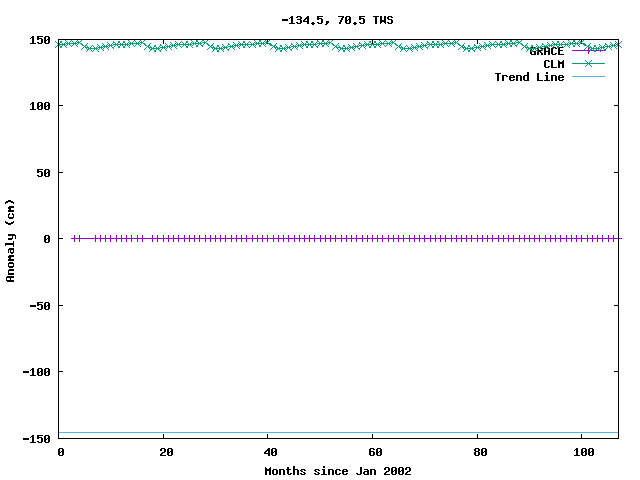 -134.5, 70.5 TWS
150
100
50
0
-50
-100
-150
Anomaly (cm)
GRACE
CLM
Trend Line
0 20 40 60 80 100
Months since Jan 2002